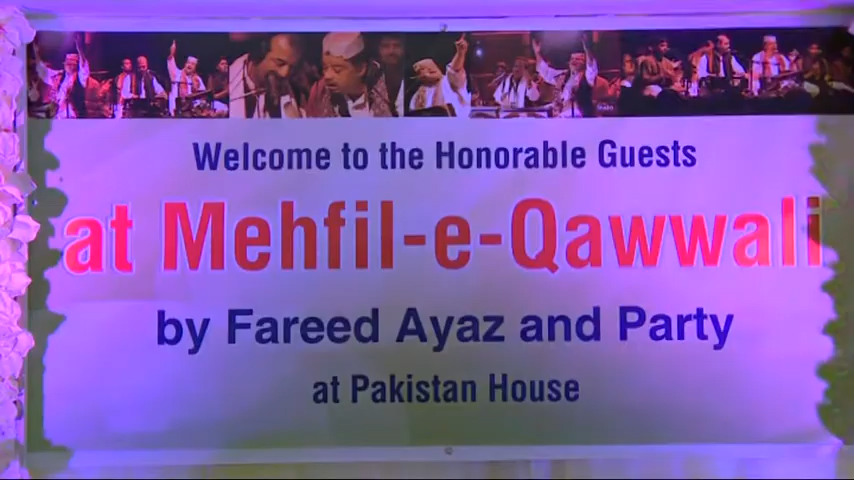 Welcome to the Honorable Guests
at Mehfil-e-Qawwali
by Fareed Ayaz and Party
at Pakistan House